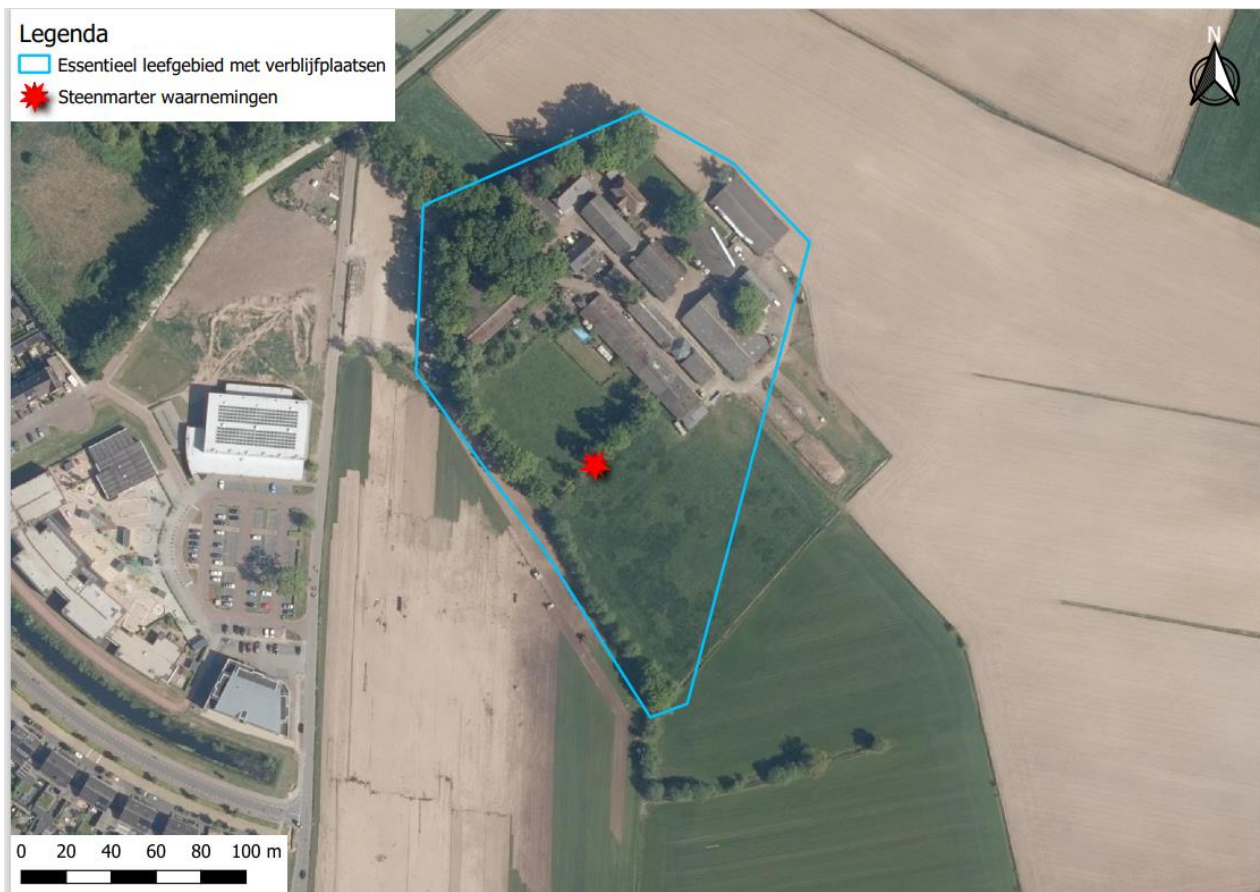 Legenda
Essentieel leefgebied met verblijfplaatsen
Steenmarter waarnemingen
N
0 20 40 60 80 100 m